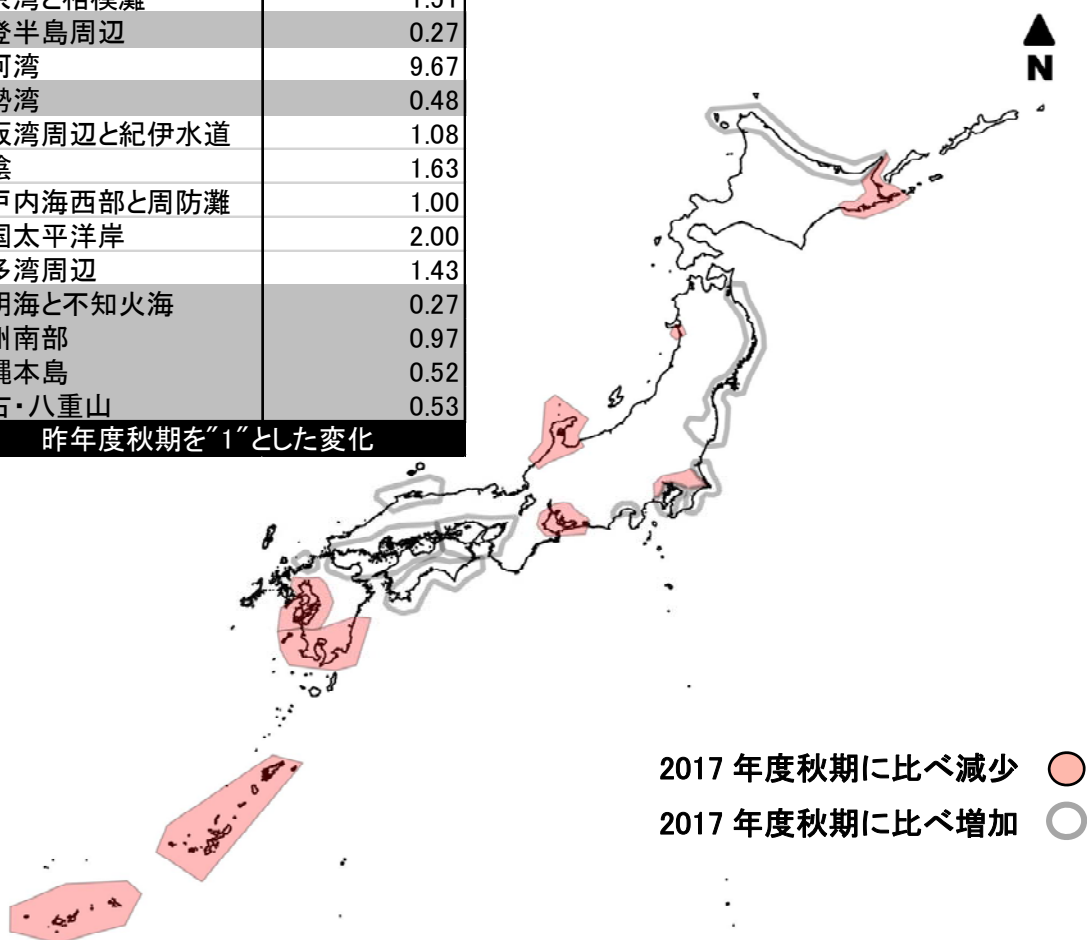 京湾と相模灘 1.51
登半島周辺 0.27
河湾 9.67
勢湾 0.48
阪湾周辺と紀伊水道 1.08
陰 1.63
戸内海西部と周防灘 1.00
国太平洋岸 2.00
多湾周辺 1.43
明海と不知火海 0.27
州南部 0.97
縄本島 0.52
古・八重山 0.53
昨年度秋期を"1"とした変化
N
2017 年度秋期に比べ減少
2017 年度秋期に比べ増加